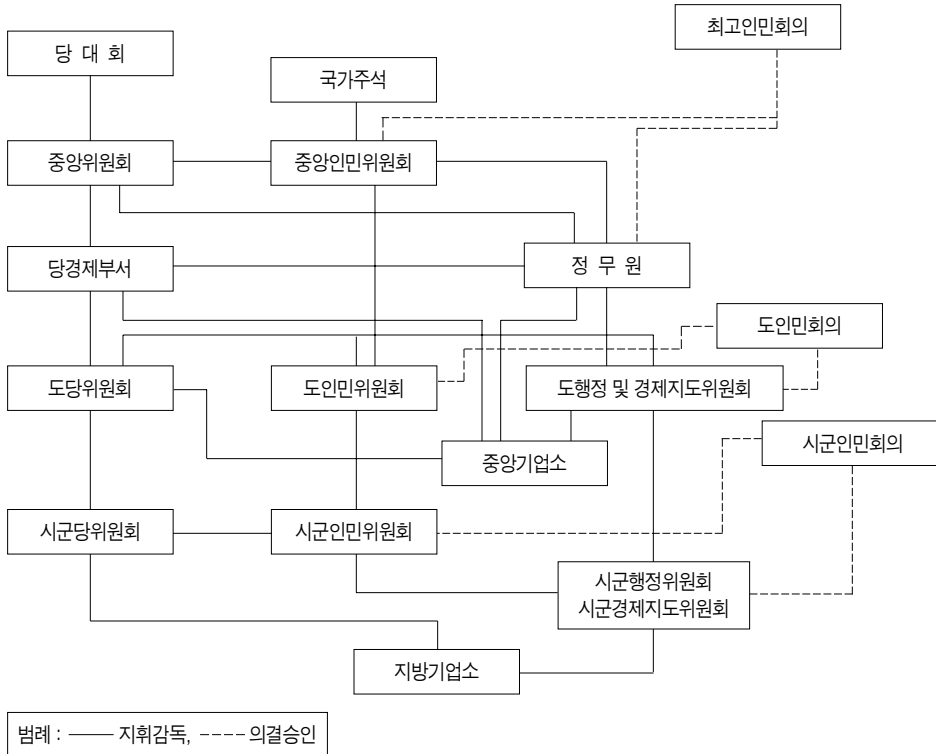 최고인민회의
당 대 회
국가주석
중앙위원회
중앙인민위원회
당경제부서
정 무 원
도인민회의
도당위원회
도인민위원회
도행정 및 경제지도위원회
시군인민회의
중앙기업소
시군당위원회
시군인민위원회
시군행정위원회
시군경제지도위원회
지방기업소
범례 : 지휘감독, 의결승인